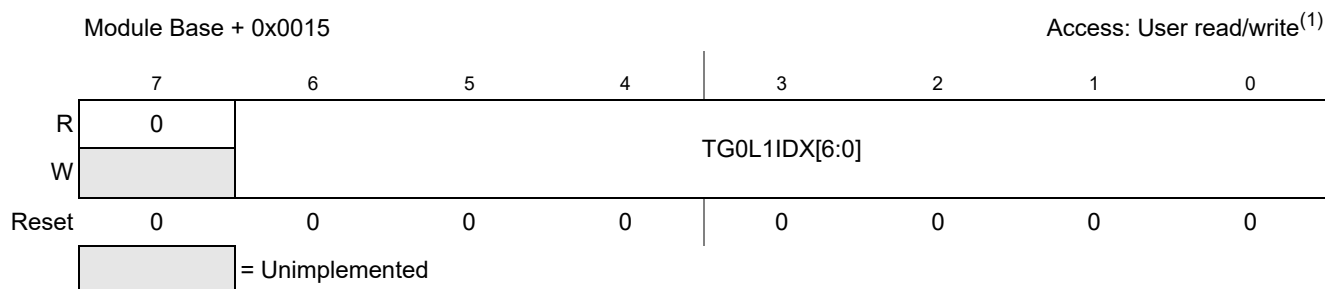 Module Base + 0x0015 Access: User read/write(1)
7 6 5 4 3 2 1 0
R 0 TG0L1IDX[6:0]
W
Reset 0 0 0 0 0 0 0 0
= Unimplemented